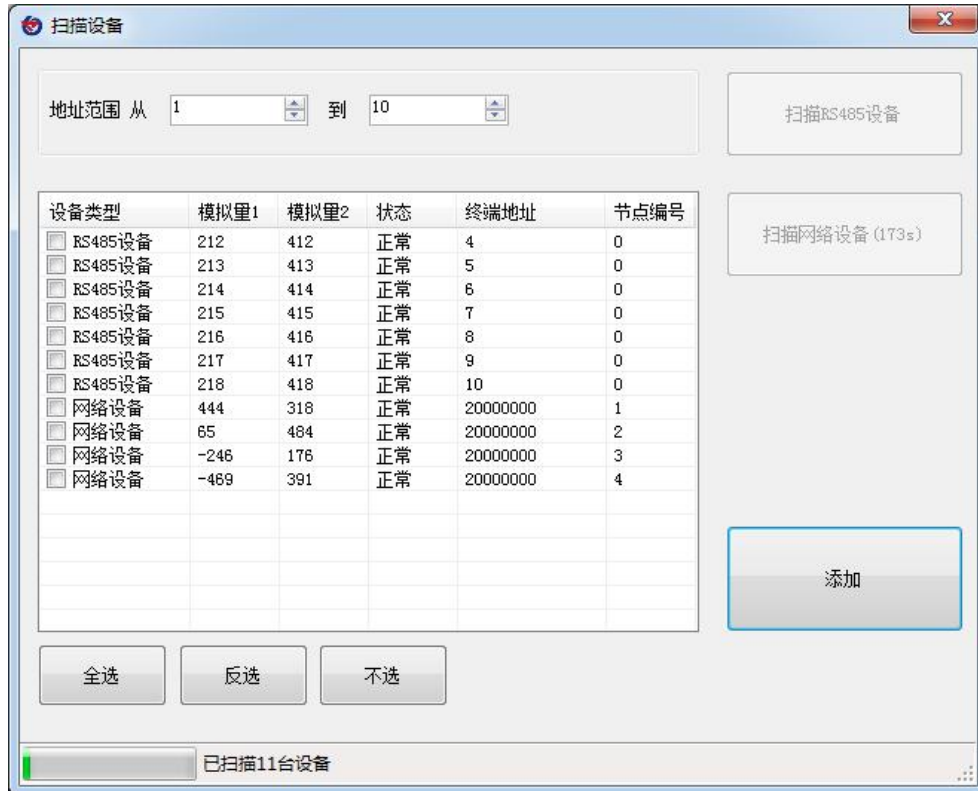 扫描设备
地址范围 从 1 到 10
扫描RS485设备
设备类型 模拟量1 模拟量2 状态 终端地址 节点编号
RS485设备 212 412 正常 4 0
RS485设备 213 413 正常 5 0
RS485设备 214 414 正常 6 0
RS485设备 215 415 正常 7 0
RS485设备 216 416 正常 8 0
RS485设备 217 417 正常 9 0
RS485设备 218 418 正常 10 0
网络设备 444 318 正常 20000000 1
网络设备 65 484 正常 20000000 2
网络设备 -246 176 正常 20000000 3
网络设备 -469 391 正常 20000000 4
扫描网络设备(173s)
添加
全选 反选 不选
已扫描11台设备